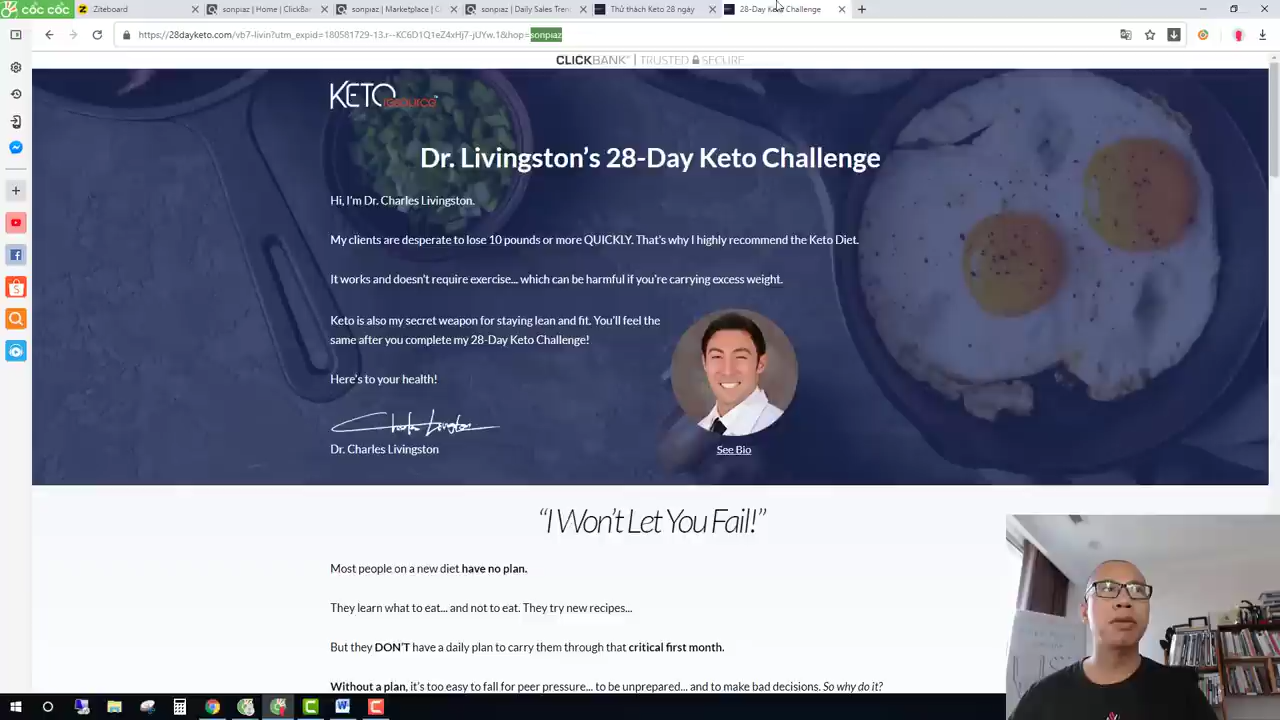 cốc cốc
Ziteboard
sonpiaz | Home | ClickBar
sonpiaz | Marketplace | C
sonpiaz | Daily Sales Tren
Thử thách Keto 28 ngày
28-Day Keto Challenge
https://28dayketo.com/vb7-livin?utm_expid=180581729-13.r--KC6D1Q1eZ4xHj7-jUYw.1&hop=sonpiaz
CLICKBANK | TRUSTED SECURE
KETO
resource
Dr. Livingston’s 28-Day Keto Challenge
Hi, I’m Dr. Charles Livingston.
My clients are desperate to lose 10 pounds or more QUICKLY. That's why I highly recommend the Keto Diet.
It works and doesn’t require exercise... which can be harmful if you’re carrying excess weight.
Keto is also my secret weapon for staying lean and fit. You’ll feel the
same after you complete my 28-Day Keto Challenge!
Here’s to your health!
Charles Livingston
Dr. Charles Livingston
See Bio
“I Won’t Let You Fail!”
Most people on a new diet have no plan.
They learn what to eat... and not to eat. They try new recipes...
But they DON’T have a daily plan to carry them through that critical first month.
Without a plan, it’s too easy to fall for peer pressure... to be unprepared... and to make bad decisions. So why do it?